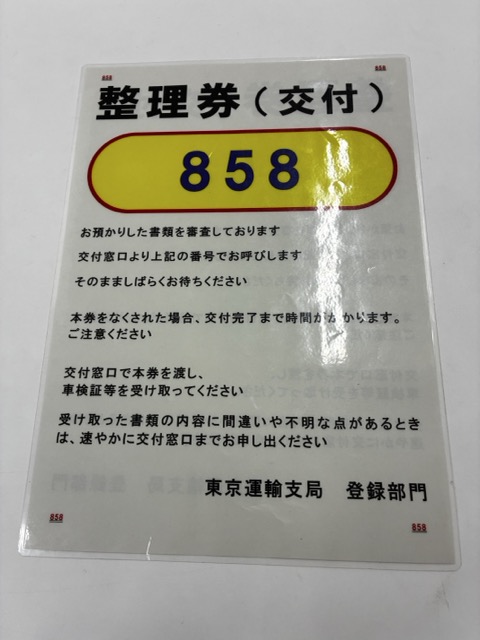 858 858
整理券(交付)
858
お預かりした書類を審査しております
交付窓口より上記の番号でお呼びします
そのまましばらくお待ちください
本券をなくされた場合、交付完了まで時間がかかります。
ご注意ください
交付窓口で本券を渡し、
車検証等を受け取ってください
受け取った書類の内容に間違いや不明な点があるとき
は、速やかに交付窓口までお申し出ください
東京運輸支局 登録部門
858 858